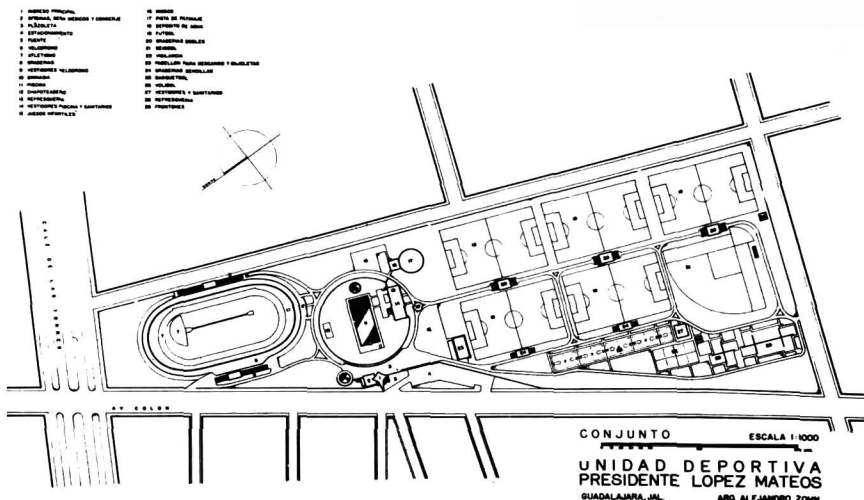 1 INGRESO PRINCIPAL
2 OFICINAS, SERV MEDICOS Y CONSERJE
3 PLAZOLETA
4 ESTACIONAMIENTO
5 PUENTE
6 VELODROMO
7 ATLETISMO
8 GRADERIAS
9 VESTIDORES VELODROMO
10 GIMNASIA
11 PISCINA
12 CHAPOTEADERO
13 REFRESQUERIA
14 VESTIDORES PISCINA Y SANITARIOS
15 JUEGOS INFANTILES
16 KIOSCO
17 PISTA DE PATINAJE
18 DEPOSITO DE AGUA
19 FUTBOL
20 GRADERIAS DOBLES
21 BEISBOL
22 VIGILANCIA
23 PABELLON PARA DESCANSO Y BICICLETAS
24 GRADERIAS SENCILLAS
25 BASQUETBOL
26 VOLIBOL
27 VESTIDORES Y SANITARIOS
28 REFRESQUERIA
29 FRONTONES
NORTE
CALZ DE LAS TORRES
AV COLON
CONJUNTO ESCALA 1:1000
UNIDAD DEPORTIVA
PRESIDENTE LOPEZ MATEOS
GUADALAJARA, JAL. ARQ ALEJANDRO ZOHN